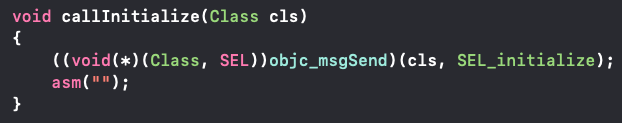 void callInitialize(Class cls)
{
    ((void(*)(Class, SEL))objc_msgSend)(cls, SEL_initialize);
    asm("");
}